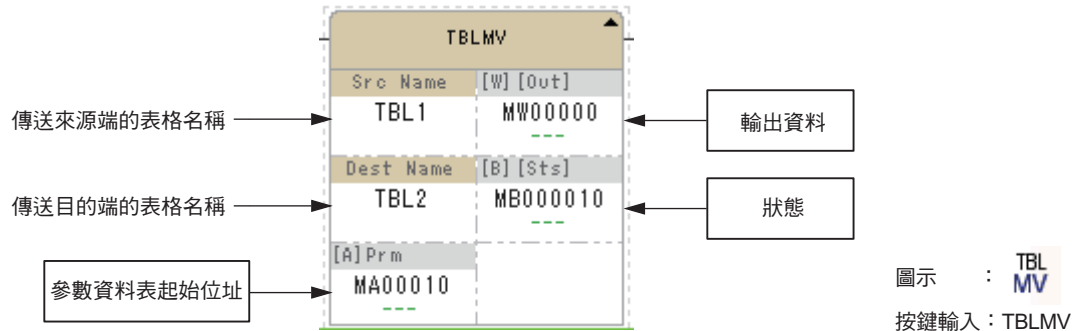 TBLMV
Src Name [W][Out]
傳送來源端的表格名稱 TBL1 MW00000 輸出資料
---
Dest Name [B][Sts]
傳送目的端的表格名稱 TBL2 MB000010 狀態
---
[A]Prm
參數資料表起始位址 MA00010
---
圖示 : TBL
MV
按鍵輸入：TBLMV